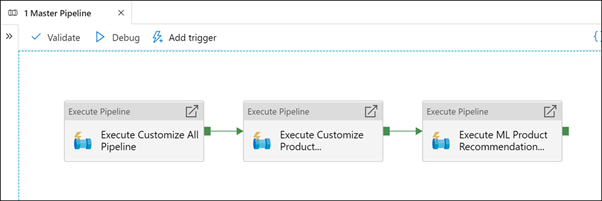 1 Master Pipeline
Validate Debug Add trigger {}
Execute Pipeline Execute Pipeline Execute Pipeline
Execute Customize All Pipeline
Execute Customize Product...
Execute ML Product Recommendation...